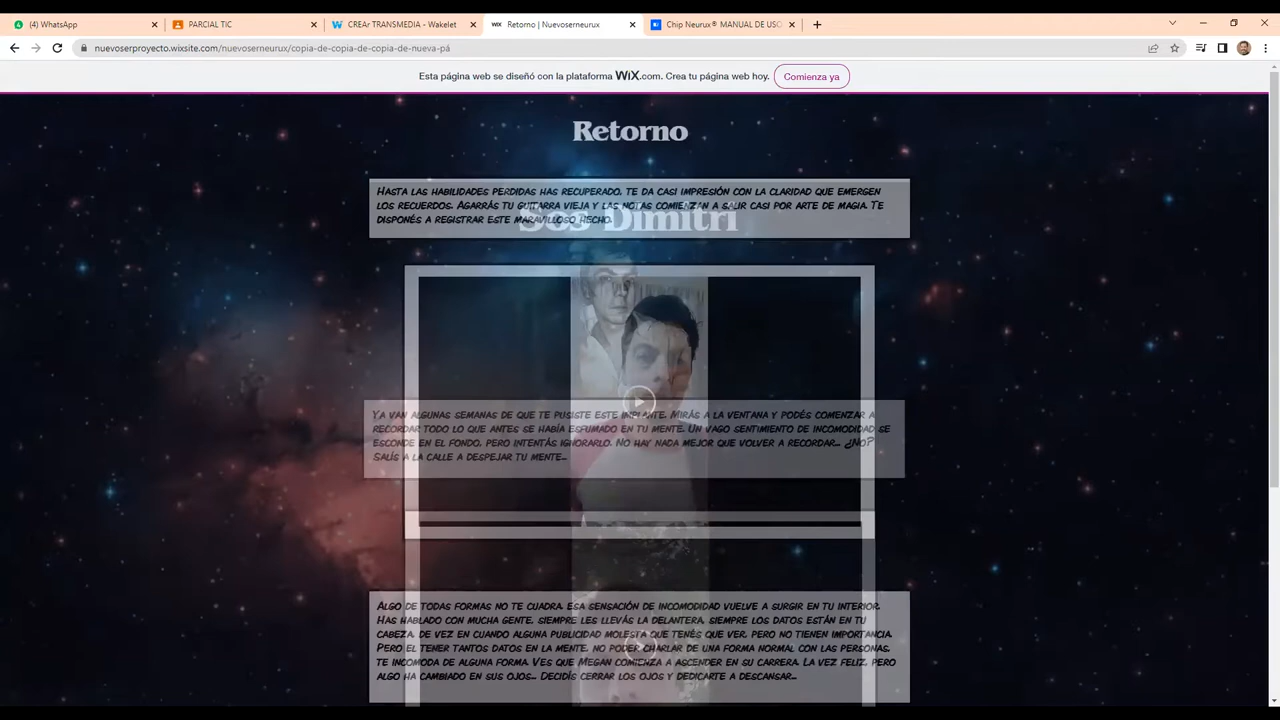 (4) WhatsApp
PARCIAL TIC
CREAr TRANSMEDIA - Wakelet
Retorno | Nuevoserneurux
Chip Neurux® MANUAL DE USO
nuevoserproyecto.wixsite.com/nuevoserneurux/copia-de-copia-de-copia-de-nueva-pá
Esta página web se diseñó con la plataforma WiX.com. Crea tu página web hoy. Comienza ya
Retorno
Hasta las habilidades perdidas has recuperado, te da casi impresión con la claridad que emergen
los recuerdos. Agarrás tu guitarra vieja y las notas comienzan a salir casi por arte de magia. Te
disponés a registrar este maravilloso hecho.
Sos Dimitri
Ya van algunas semanas de que te pusiste este implante. Mirás a la ventana y podés comenzar a
recordar todo lo que antes se había esfumado en tu mente. Un vago sentimiento de incomodidad se
esconde en el fondo, pero intentás ignorarlo. No hay nada mejor que volver a recordar... ¿No?
Salís a la calle a despejar tu mente...
Algo de todas formas no te cuadra. Esa sensación de incomodidad vuelve a surgir en tu interior.
Has hablado con mucha gente, siempre les llevás la delantera, siempre los datos están en tu
cabeza. De vez en cuando alguna publicidad molesta que tenés que ver, pero no tienen importancia.
Pero el tener tantos datos en la mente, no poder charlar de una forma normal con las personas,
te incomoda de alguna forma. Ves que Megan comienza a ascender en su carrera. La vez feliz, pero
algo ha cambiado en sus ojos... Decidís cerrar los ojos y dedicarte a descansar...